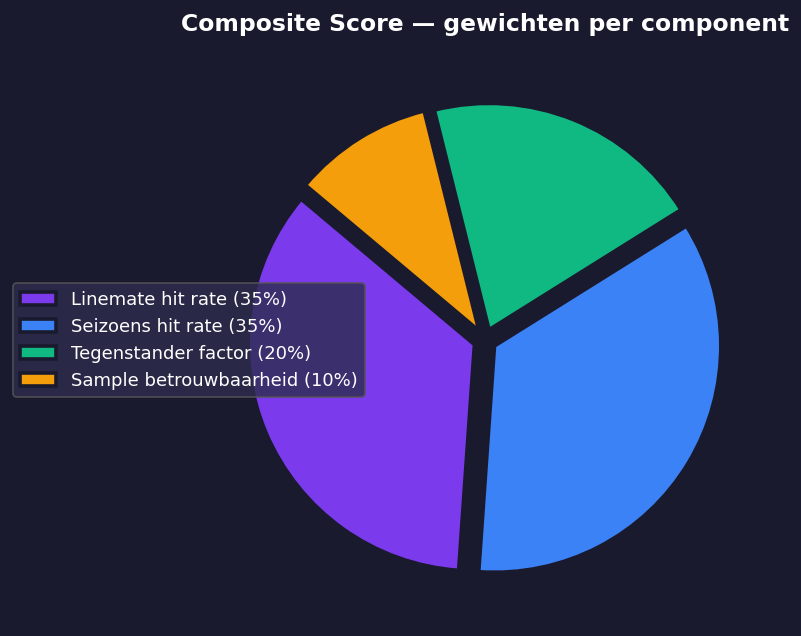 Composite Score — gewichten per component
Linemate hit rate (35%)
Seizoens hit rate (35%)
Tegenstander factor (20%)
Sample betrouwbaarheid (10%)